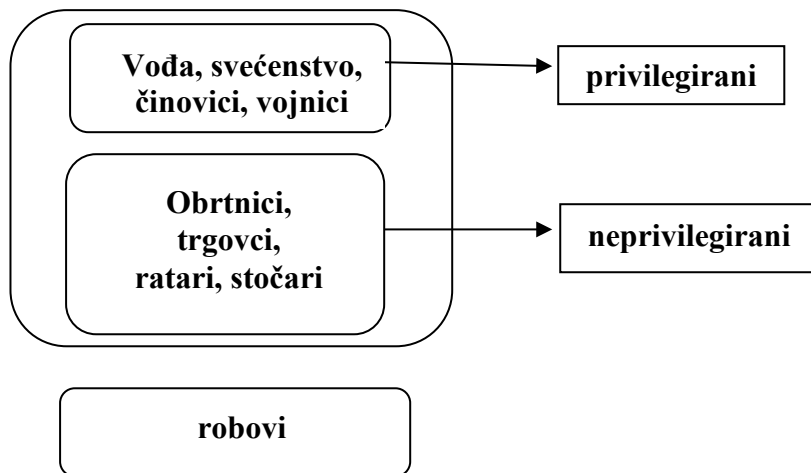 Vođa, svećenstvo,
činovici, vojnici
privilegirani
Obrtnici,
trgovci,
ratari, stočari
neprivilegirani
robovi